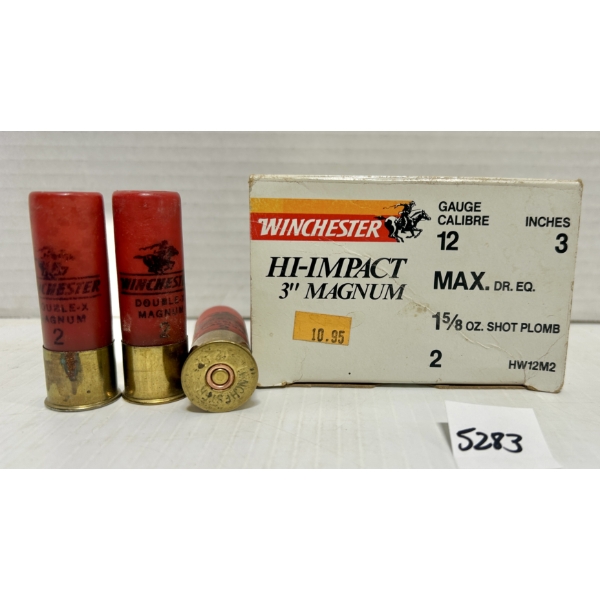 WINCHESTER
DOUBLE-X
MAGNUM
2
WINCHESTER
DOUBLE-X
MAGNUM
2
WINCHESTER
WINCHESTER
HI-IMPACT
3" MAGNUM
10.95
GAUGE
CALIBRE
12
INCHES
3
MAX. DR. EQ.
1 5/8 OZ. SHOT PLOMB
2
HW12M2
5283